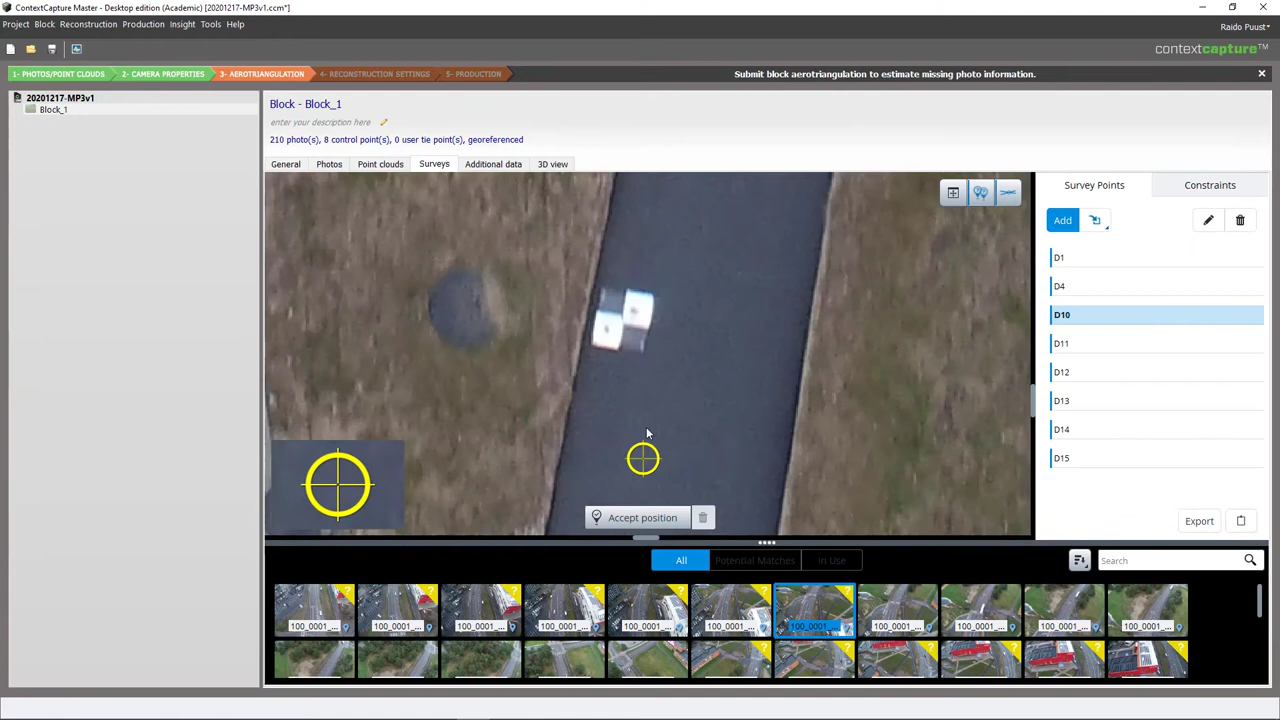 ContextCapture Master - Desktop edition (Academic) [20201217-MP3v1.ccm*]
Project Block Reconstruction Production Insight Tools Help
Raido Puust
contextcapture™
1- PHOTOS/POINT CLOUDS 2- CAMERA PROPERTIES 3- AEROTRIANGULATION 4- RECONSTRUCTION SETTINGS 5- PRODUCTION
Submit block aerotriangulation to estimate missing photo information.
20201217-MP3v1
Block_1
Block - Block_1
enter your description here
210 photo(s), 8 control point(s), 0 user tie point(s), georeferenced
General Photos Point clouds Surveys Additional data 3D view
Survey Points Constraints
Add
D1
D4
D10
D11
D12
D13
D14
D15
Accept position
Export
All Potential Matches In Use
Search
100_0001_... 100_0001_... 100_0001_... 100_0001_... 100_0001_... 100_0001_... 100_0001_... 100_0001_... 100_0001_... 100_0001_... 100_0001_...